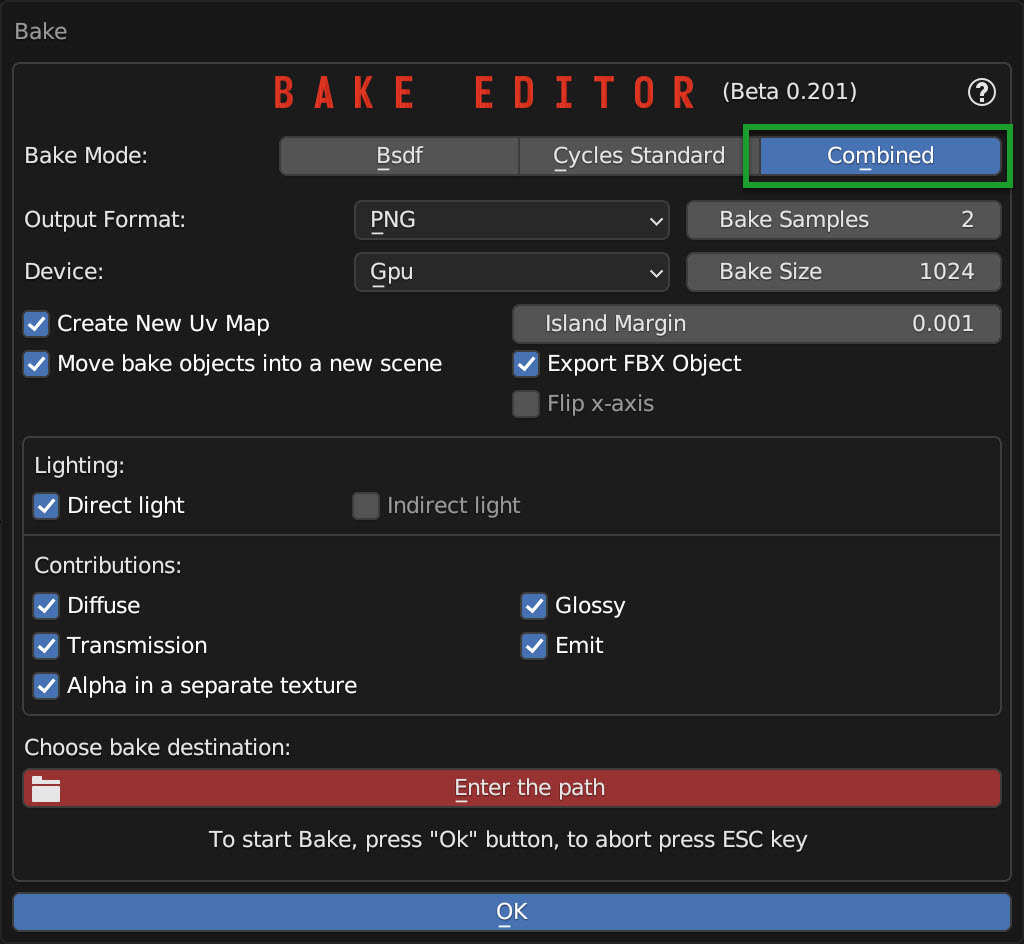 Bake
BAKE EDITOR (Beta 0.201) ?
Bake Mode: Bsdf Cycles Standard Combined
Output Format: PNG Bake Samples 2
Device: Gpu Bake Size 1024
Create New Uv Map Island Margin 0.001
Move bake objects into a new scene Export FBX Object
Flip x-axis
Lighting:
Direct light Indirect light
Contributions:
Diffuse Glossy
Transmission Emit
Alpha in a separate texture
Choose bake destination:
Enter the path
To start Bake, press "Ok" button, to abort press ESC key
OK